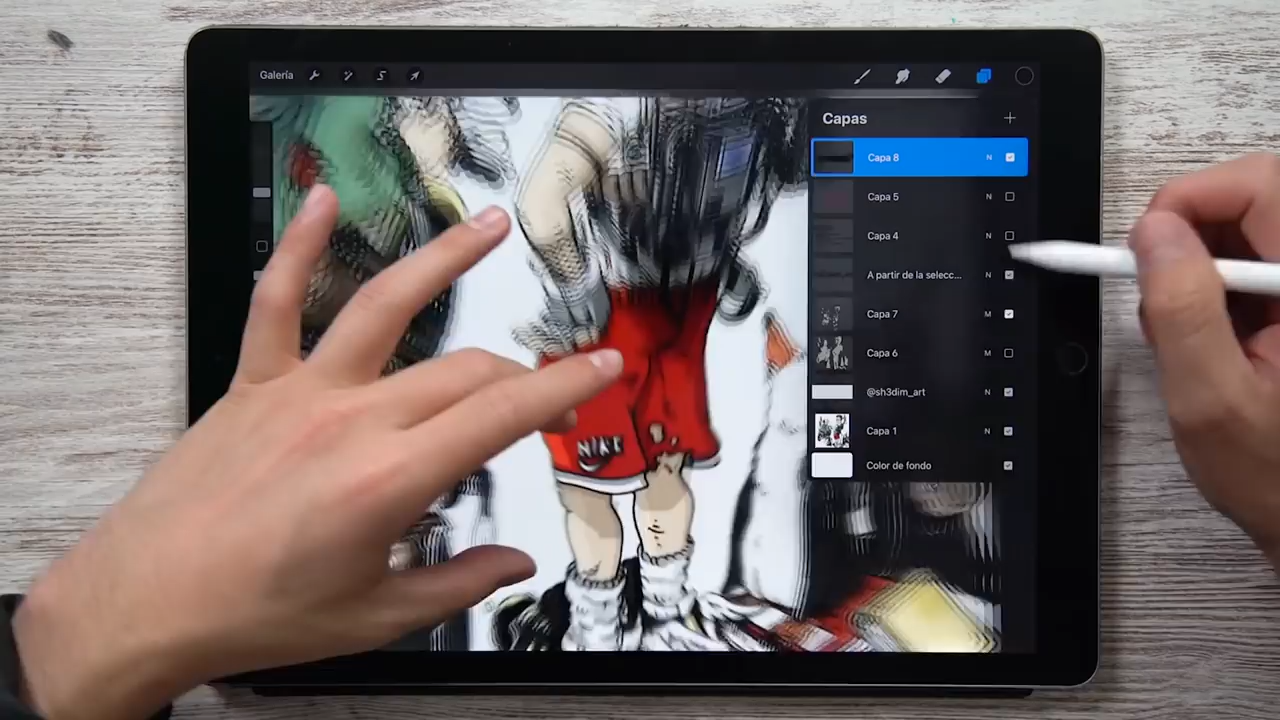 Galería
Capas
Capa 8 N
Capa 5 N
Capa 4 N
A partir de la selecc... N
Capa 7 M
Capa 6 M
@sh3dim_art N
Capa 1 N
Color de fondo
NIKE